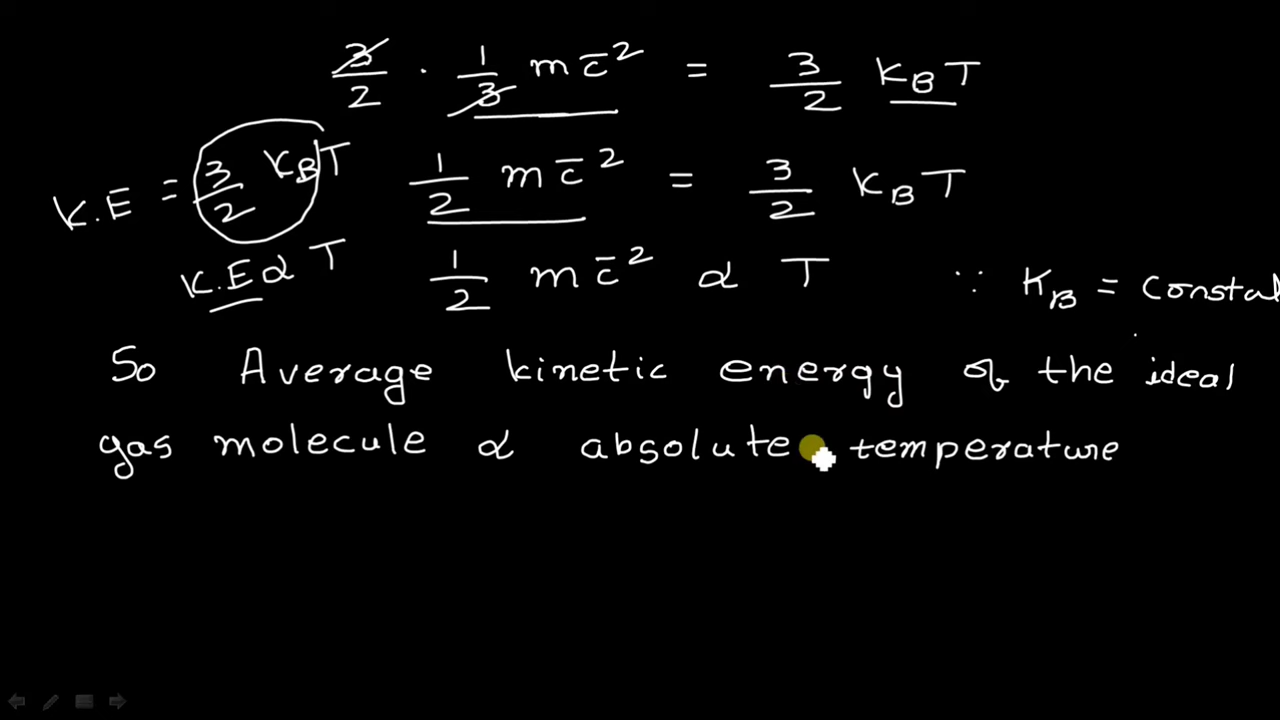 3/2 · 1/3 m c̄² = 3/2 K_B T
K.E = 3/2 K_B T
1/2 m c̄² = 3/2 K_B T
K.E α T
1/2 m c̄² α T ∵ K_B = Consta
So Average kinetic energy of the ideal
gas molecule α absolute temperature